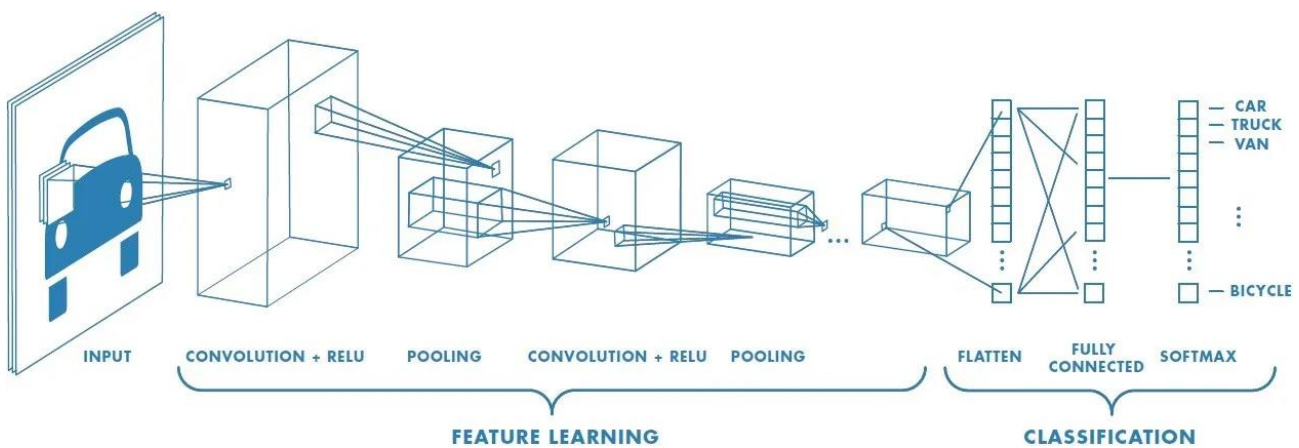 CAR
TRUCK
VAN
BICYCLE
INPUT
CONVOLUTION + RELU
POOLING
CONVOLUTION + RELU
POOLING
FLATTEN
FULLY
CONNECTED
SOFTMAX
FEATURE LEARNING
CLASSIFICATION